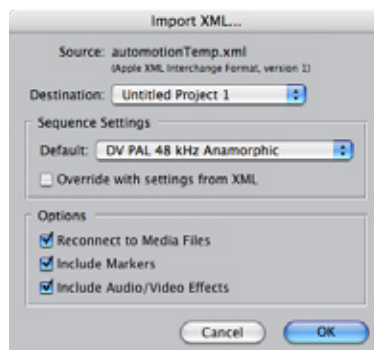 Import XML...
Source: automotionTemp.xml
(Apple XML Interchange Format, version 1)
Destination: Untitled Project 1
Sequence Settings
Default: DV PAL 48 kHz Anamorphic
Override with settings from XML
Options
Reconnect to Media Files
Include Markers
Include Audio/Video Effects
Cancel OK